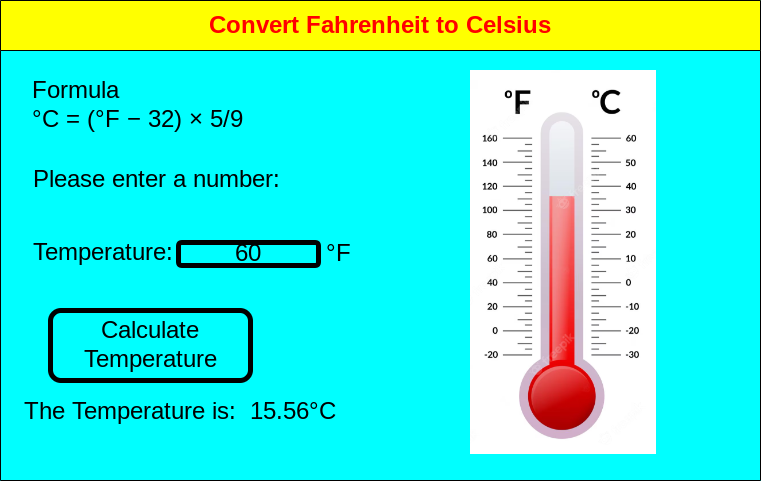 Convert Fahrenheit to Celsius
Formula
°C = (°F − 32) × 5/9
Please enter a number:
Temperature: 60 °F
Calculate
Temperature
The Temperature is: 15.56°C
°F °C
160 60
140 50
120 40
100 30
80 20
60 10
40 0
20 -10
0 -20
-20 -30